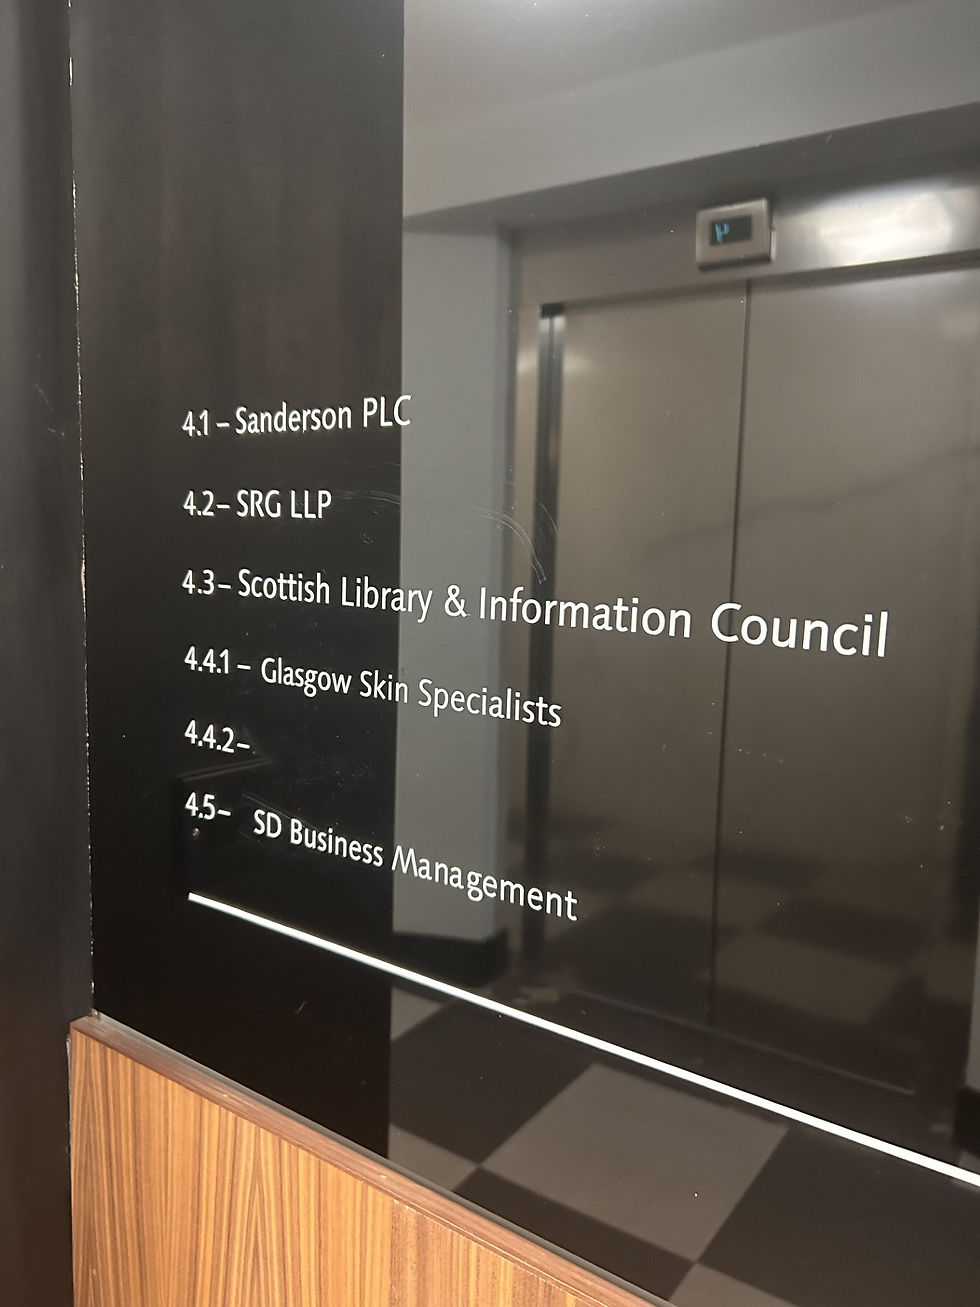 4.1 – Sanderson PLC
4.2 – SRG LLP
4.3 – Scottish Library & Information Council
4.4.1 – Glasgow Skin Specialists
4.4.2 –
4.5 – SD Business Management